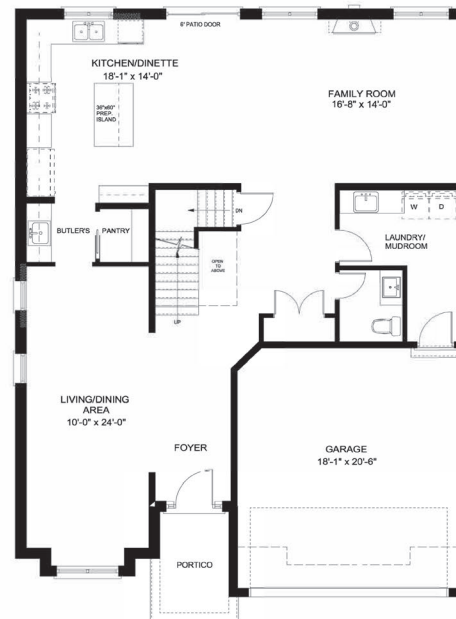 6' PATIO DOOR
KITCHEN/DINETTE
18'-1" x 14'-0"
FAMILY ROOM
16'-8" x 14'-0"
36"x60"
PREP.
ISLAND
W
D
DN
BUTLER'S
PANTRY
LAUNDRY/
MUDROOM
OPEN
TO
ABOVE
UP
LIVING/DINING
AREA
10'-0" x 24'-0"
FOYER
GARAGE
18'-1" x 20'-6"
PORTICO